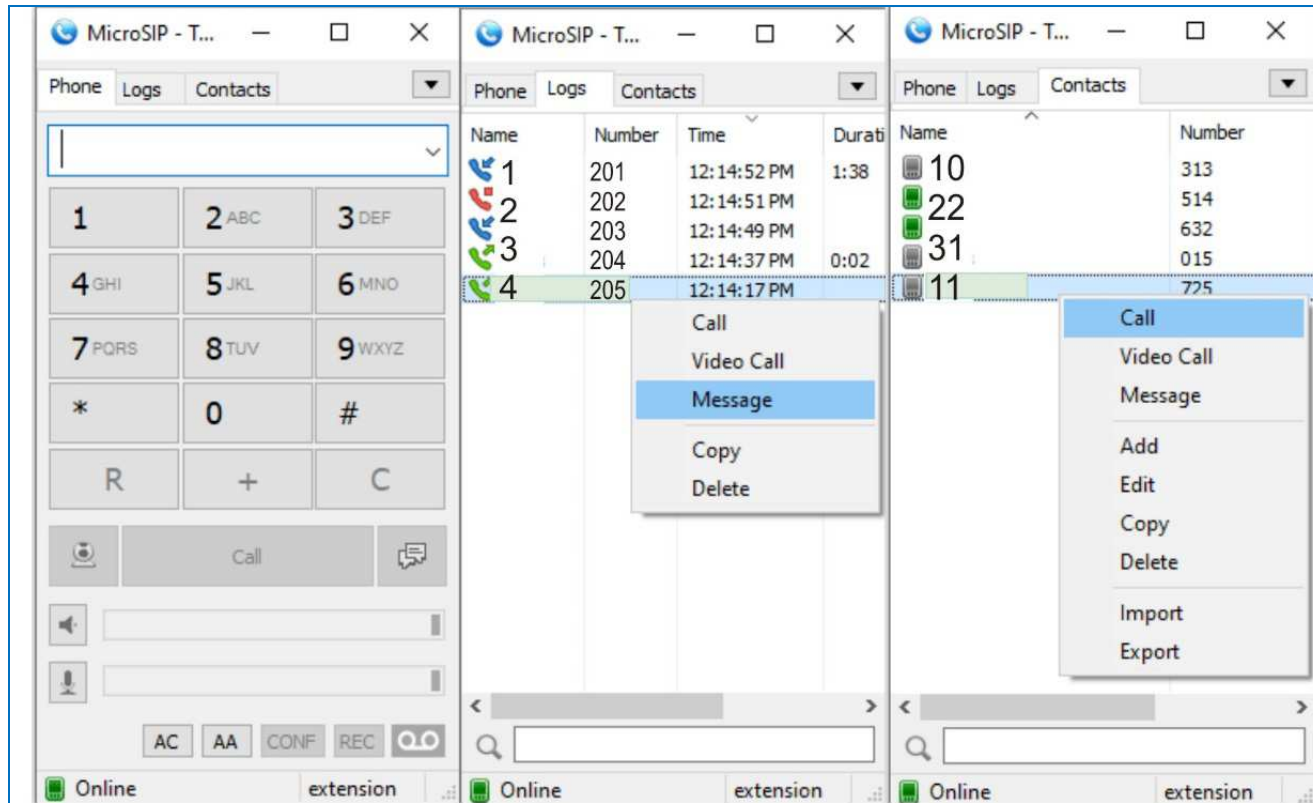 MicroSIP - T...
Phone Logs Contacts
1 2 ABC 3 DEF
4 GHI 5 JKL 6 MNO
7 PQRS 8 TUV 9 WXYZ
* 0 #
R + C
Call
AC AA CONF REC
Online extension
MicroSIP - T...
Phone Logs Contacts
Name Number Time Durati
1 201 12:14:52 PM 1:38
2 202 12:14:51 PM
203 12:14:49 PM
3 204 12:14:37 PM 0:02
4 205 12:14:17 PM
Call
Video Call
Message
Copy
Delete
Online extension
MicroSIP - T...
Phone Logs Contacts
Name Number
10 313
22 514
632
31 015
11 725
Call
Video Call
Message
Add
Edit
Copy
Delete
Import
Export
Online extension